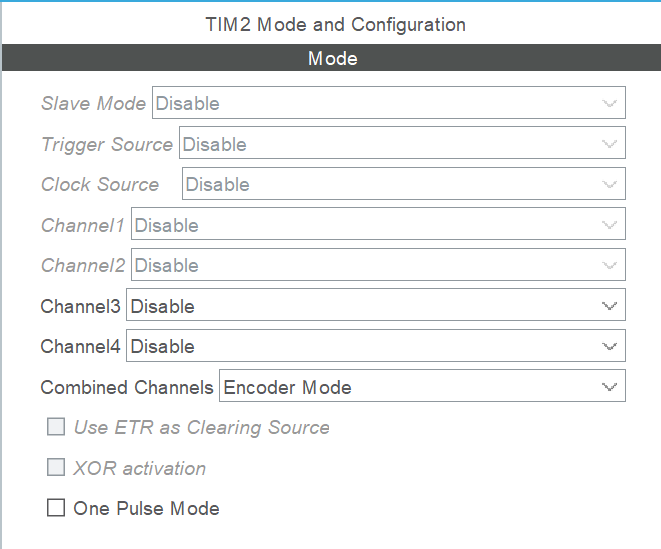 TIM2 Mode and Configuration
Mode
Slave Mode Disable
Trigger Source Disable
Clock Source Disable
Channel1 Disable
Channel2 Disable
Channel3 Disable
Channel4 Disable
Combined Channels Encoder Mode
Use ETR as Clearing Source
XOR activation
One Pulse Mode